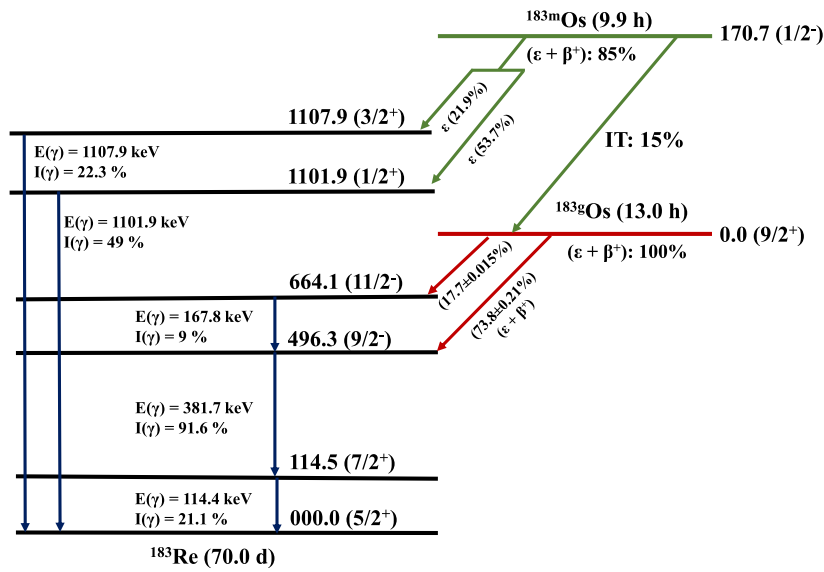 ¹⁸³ᵐOs (9.9 h)
170.7 (1/2⁻)
(ε + β⁺): 85%
ε (21.9%)
ε (53.7%)
1107.9 (3/2⁺)
E(γ) = 1107.9 keV
I(γ) = 22.3 %
IT: 15%
1101.9 (1/2⁺)
E(γ) = 1101.9 keV
I(γ) = 49 %
¹⁸³ᵍOs (13.0 h)
0.0 (9/2⁺)
(ε + β⁺): 100%
(17.7±0.015%)
(73.8±0.21%)
(ε + β⁺)
664.1 (11/2⁻)
E(γ) = 167.8 keV
I(γ) = 9 %
496.3 (9/2⁻)
E(γ) = 381.7 keV
I(γ) = 91.6 %
114.5 (7/2⁺)
E(γ) = 114.4 keV
I(γ) = 21.1 %
000.0 (5/2⁺)
¹⁸³Re (70.0 d)